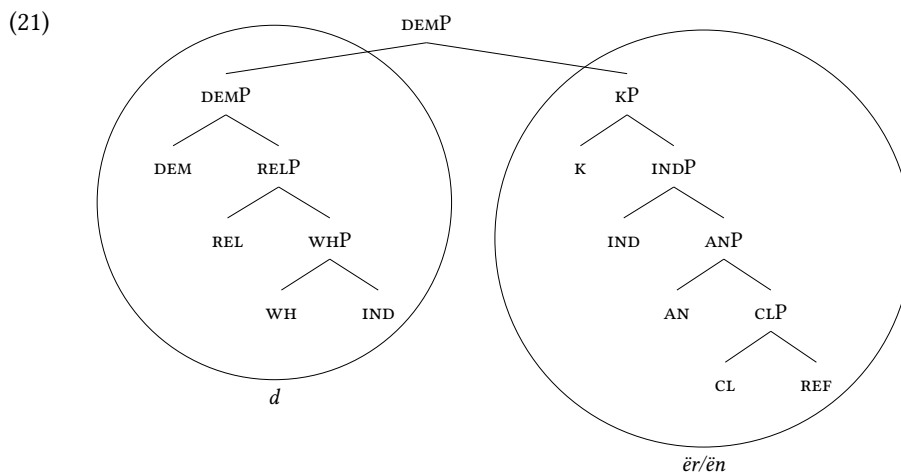 (21)
DEMP
DEMP KP
DEM RELP K INDP
REL WHP IND ANP
WH IND AN CLP
CL REF
d
ër/ën